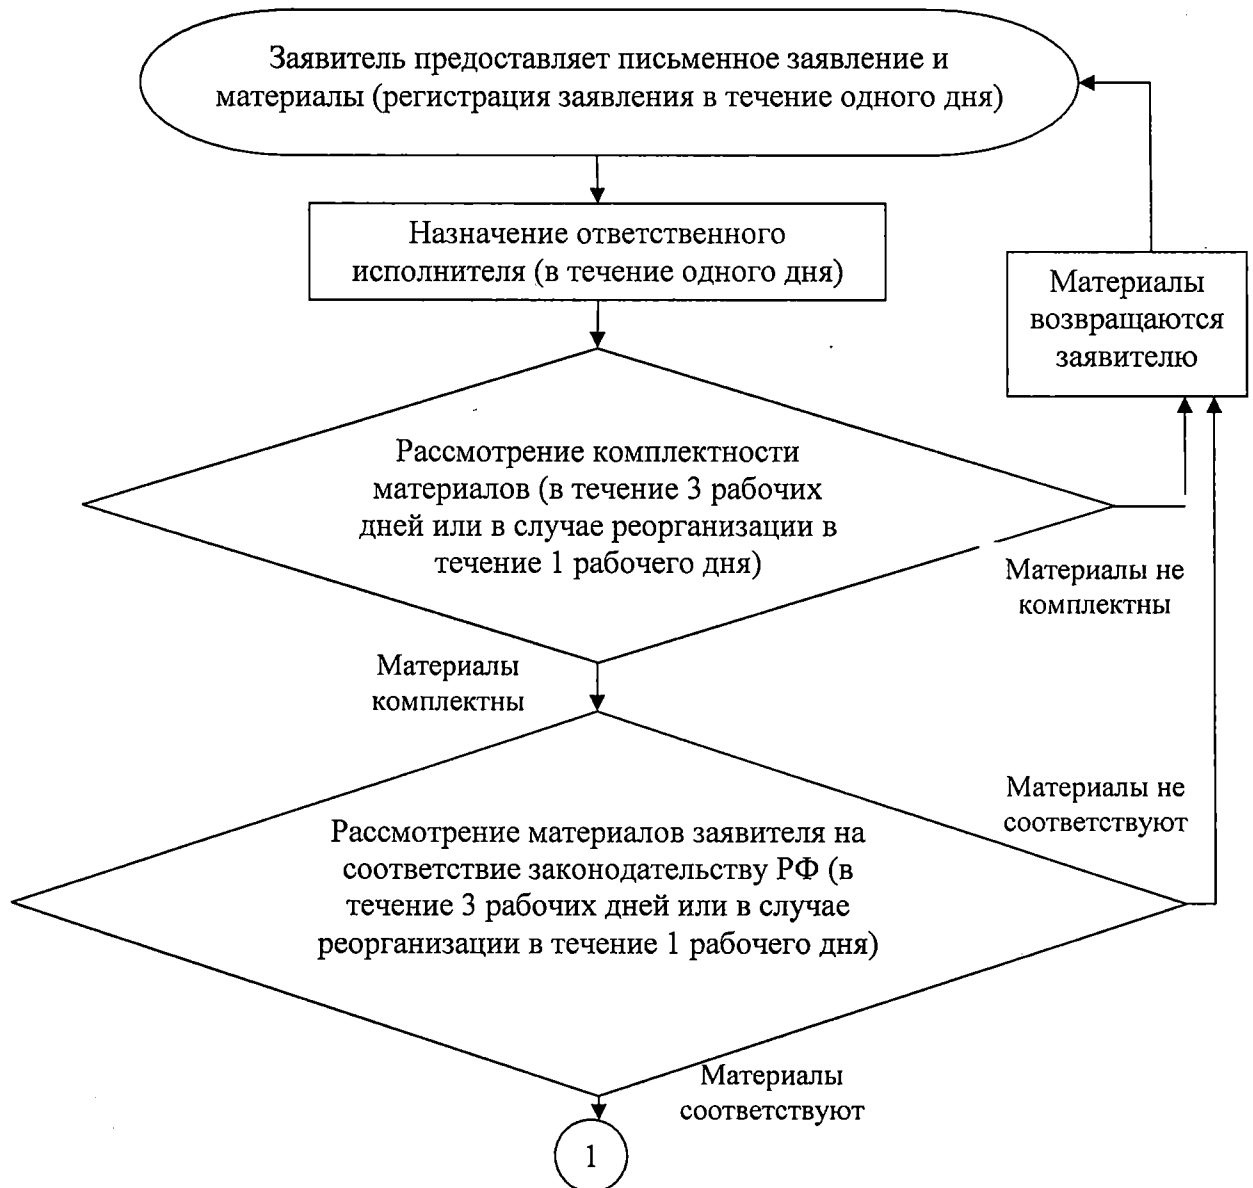 Заявитель предоставляет письменное заявление и
материалы (регистрация заявления в течение одного дня)
Назначение ответственного
исполнителя (в течение одного дня)
Материалы
возвращаются
заявителю
Рассмотрение комплектности
материалов (в течение 3 рабочих
дней или в случае реорганизации в
течение 1 рабочего дня)
Материалы не
комплектны
Материалы
комплектны
Материалы не
соответствуют
Рассмотрение материалов заявителя на
соответствие законодательству РФ (в
течение 3 рабочих дней или в случае
реорганизации в течение 1 рабочего дня)
Материалы
соответствуют
1